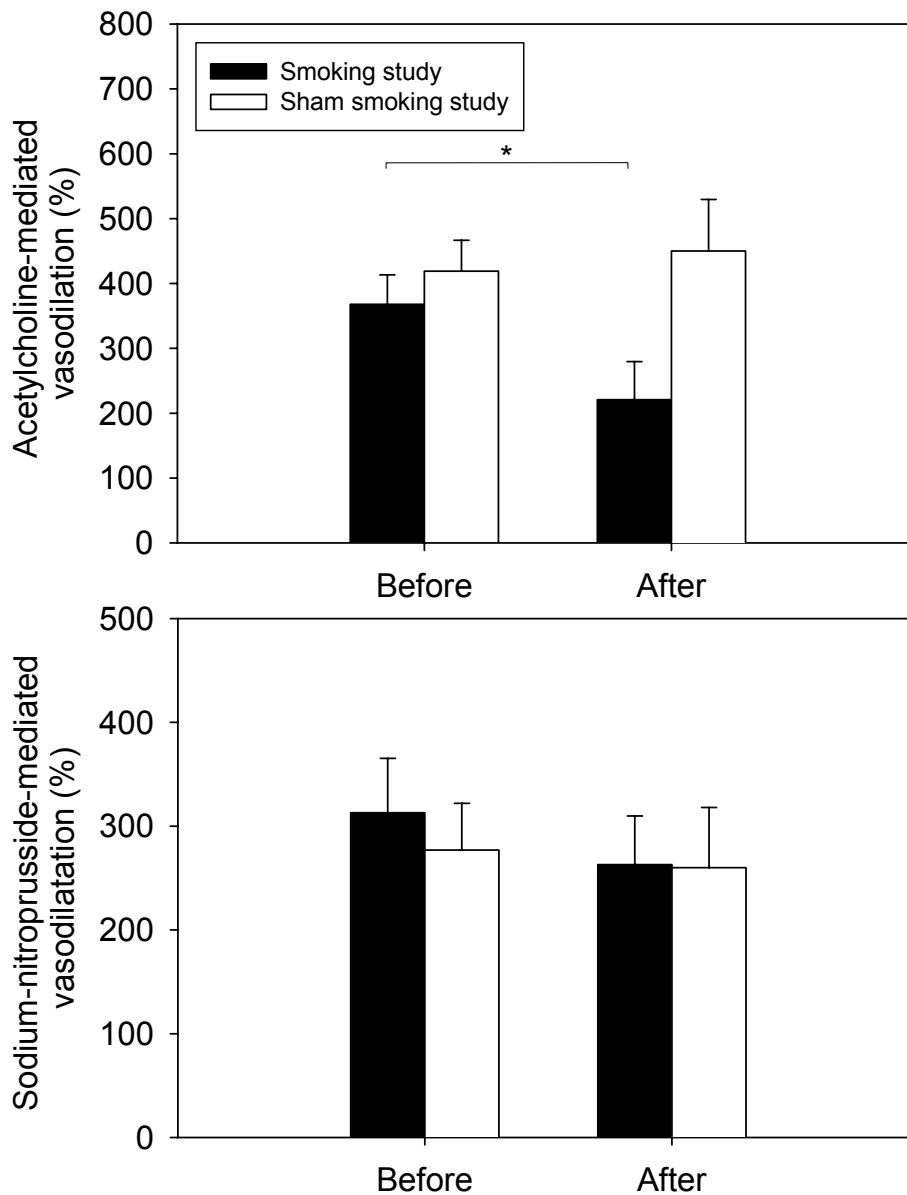 Acetylcholine-mediated
vasodilation (%)
800
700
600
500
400
300
200
100
0
Smoking study
Sham smoking study
*
Before After
Sodium-nitroprusside-mediated
vasodilatation (%)
500
400
300
200
100
0
Before After